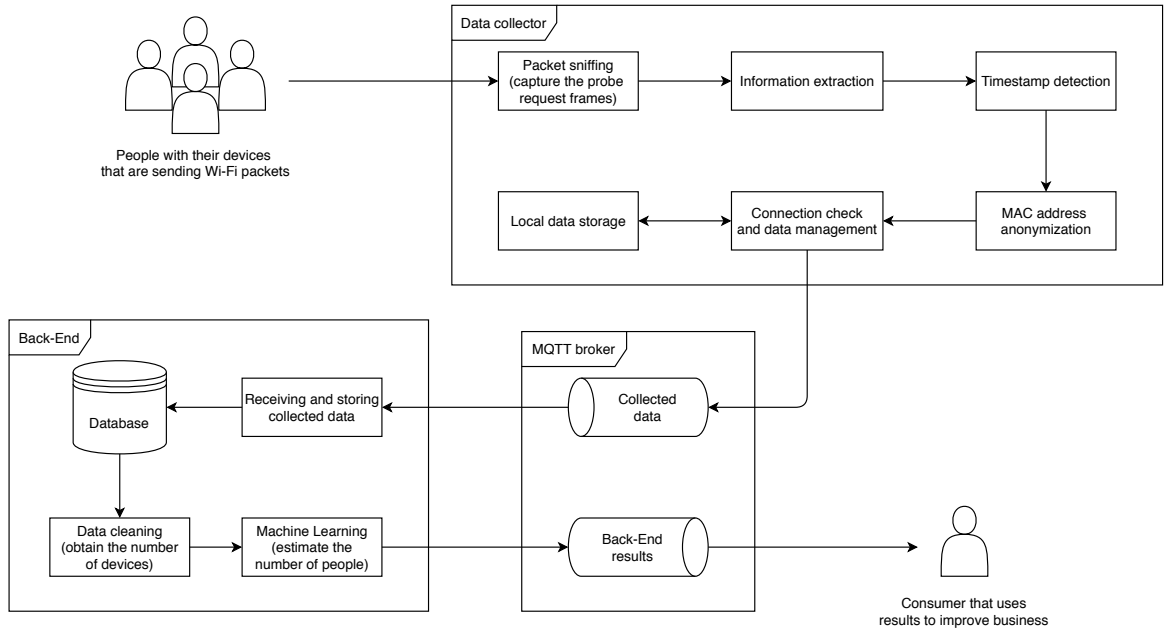 Data collector
Packet sniffing
(capture the probe
request frames)
Information extraction
Timestamp detection
People with their devices
that are sending Wi-Fi packets
Local data storage
Connection check
and data management
MAC address
anonymization
Back-End
MQTT broker
Database
Receiving and storing
collected data
Collected
data
Data cleaning
(obtain the number
of devices)
Machine Learning
(estimate the
number of people)
Back-End
results
Consumer that uses
results to improve business